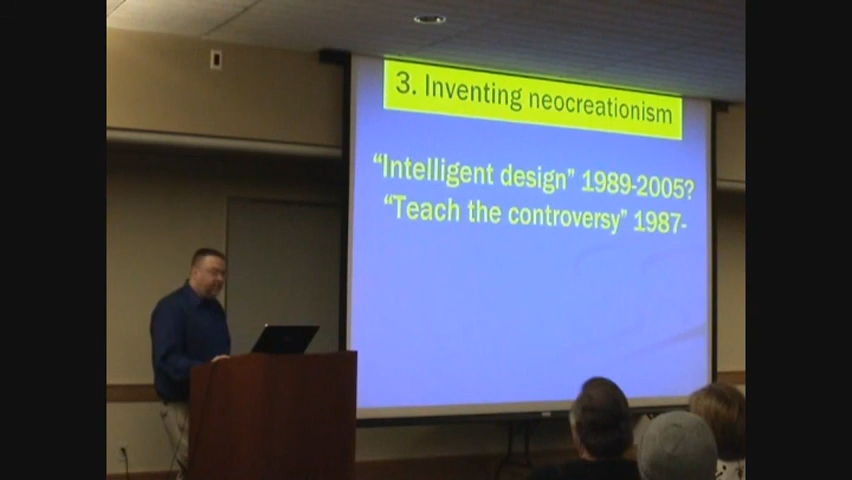 3. Inventing neocreationism
“Intelligent design” 1989-2005?
“Teach the controversy” 1987-